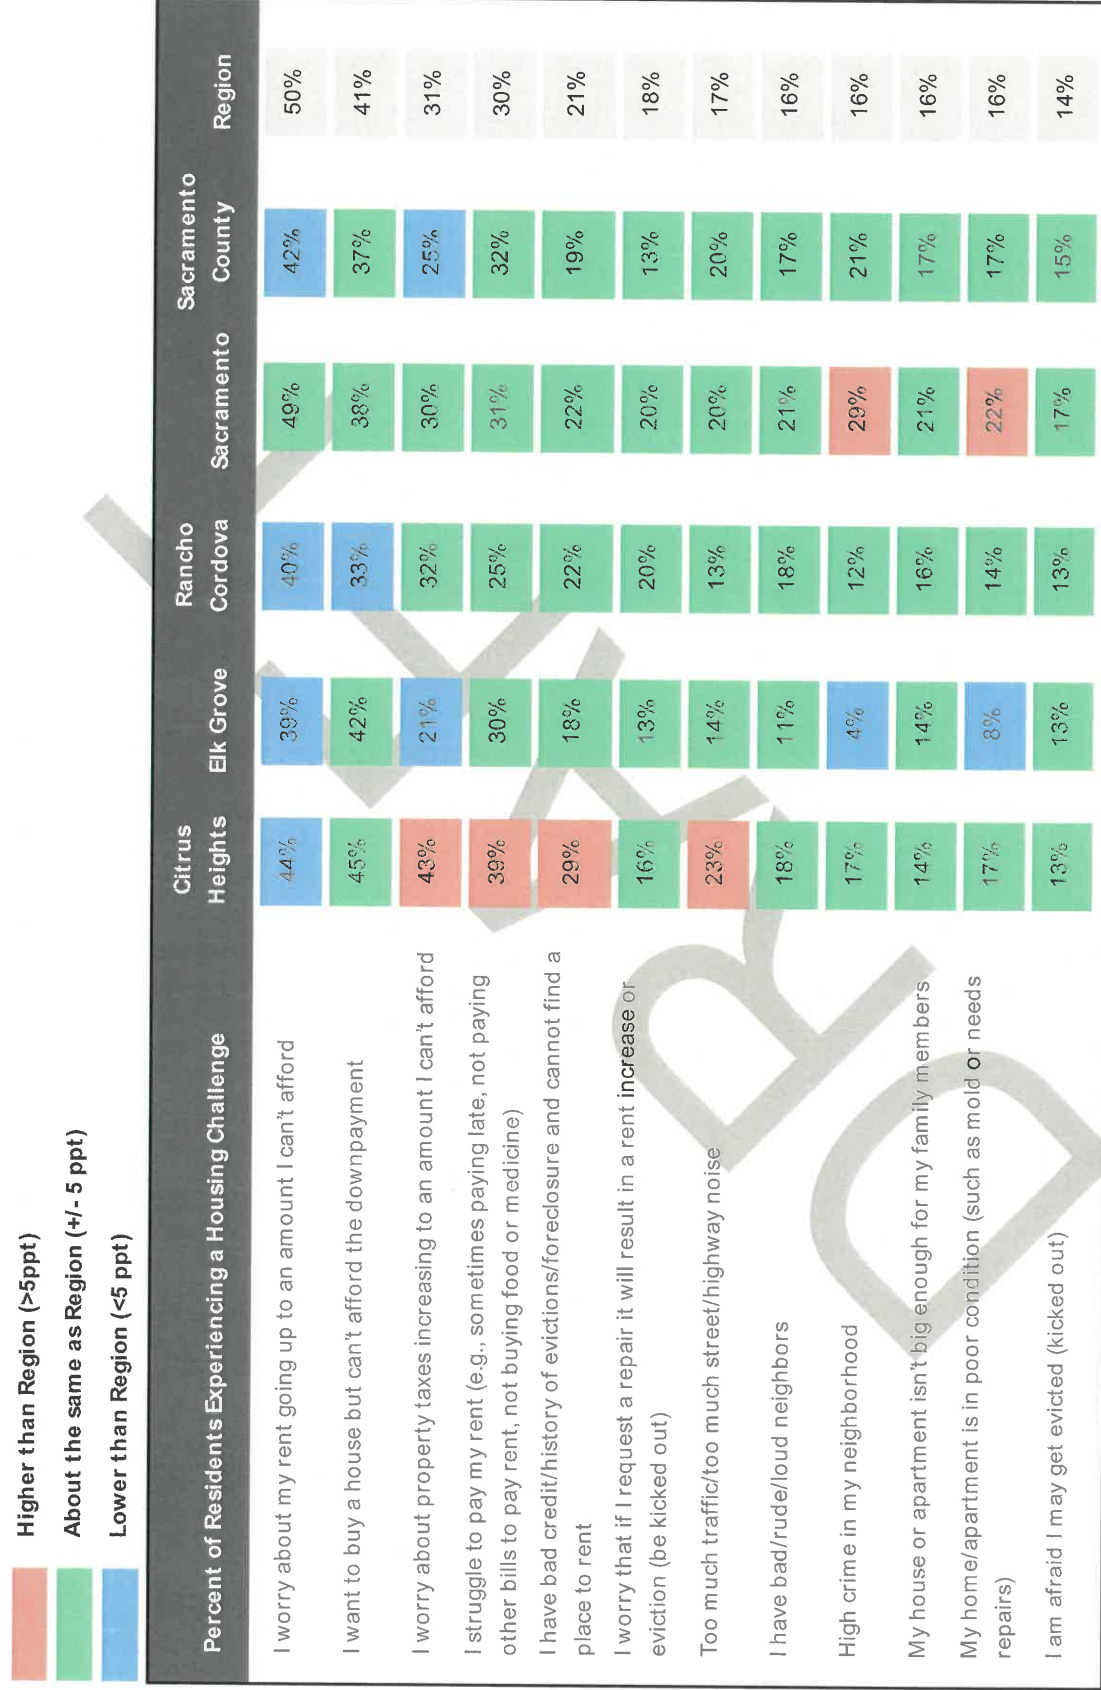 Higher than Region (>5ppt)
About the same as Region (+/- 5 ppt)
Lower than Region (<5 ppt)
Percent of Residents Experiencing a Housing Challenge
Citrus
Heights
Elk Grove
Rancho
Cordova
Sacramento
Sacramento
County
Region
I worry about my rent going up to an amount I can't afford
44% 39% 40% 49% 42% 50%
I want to buy a house but can't afford the downpayment
45% 42% 33% 38% 37% 41%
I worry about property taxes increasing to an amount I can't afford
43% 21% 32% 30% 25% 31%
I struggle to pay my rent (e.g., sometimes paying late, not paying
other bills to pay rent, not buying food or medicine)
39% 30% 25% 31% 32% 30%
I have bad credit/history of evictions/foreclosure and cannot find a
place to rent
29% 18% 22% 22% 19% 21%
I worry that if I request a repair it will result in a rent increase or
eviction (be kicked out)
16% 13% 20% 20% 13% 18%
Too much traffic/too much street/highway noise
23% 14% 13% 20% 20% 17%
I have bad/rude/loud neighbors
18% 11% 18% 21% 17% 16%
High crime in my neighborhood
17% 4% 12% 29% 21% 16%
My house or apartment isn't big enough for my family members
14% 14% 16% 21% 17% 16%
My home/apartment is in poor condition (such as mold or needs
repairs)
17% 8% 14% 22% 17% 16%
I am afraid I may get evicted (kicked out)
13% 13% 13% 17% 15% 14%
DRAFT